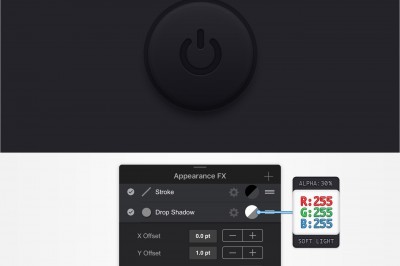 Appearance FX
Stroke
Drop Shadow
X Offset 0.0 pt
Y Offset 1.0 pt
ALPHA:30%
R:255
G:255
B:255
SOFT LIGHT